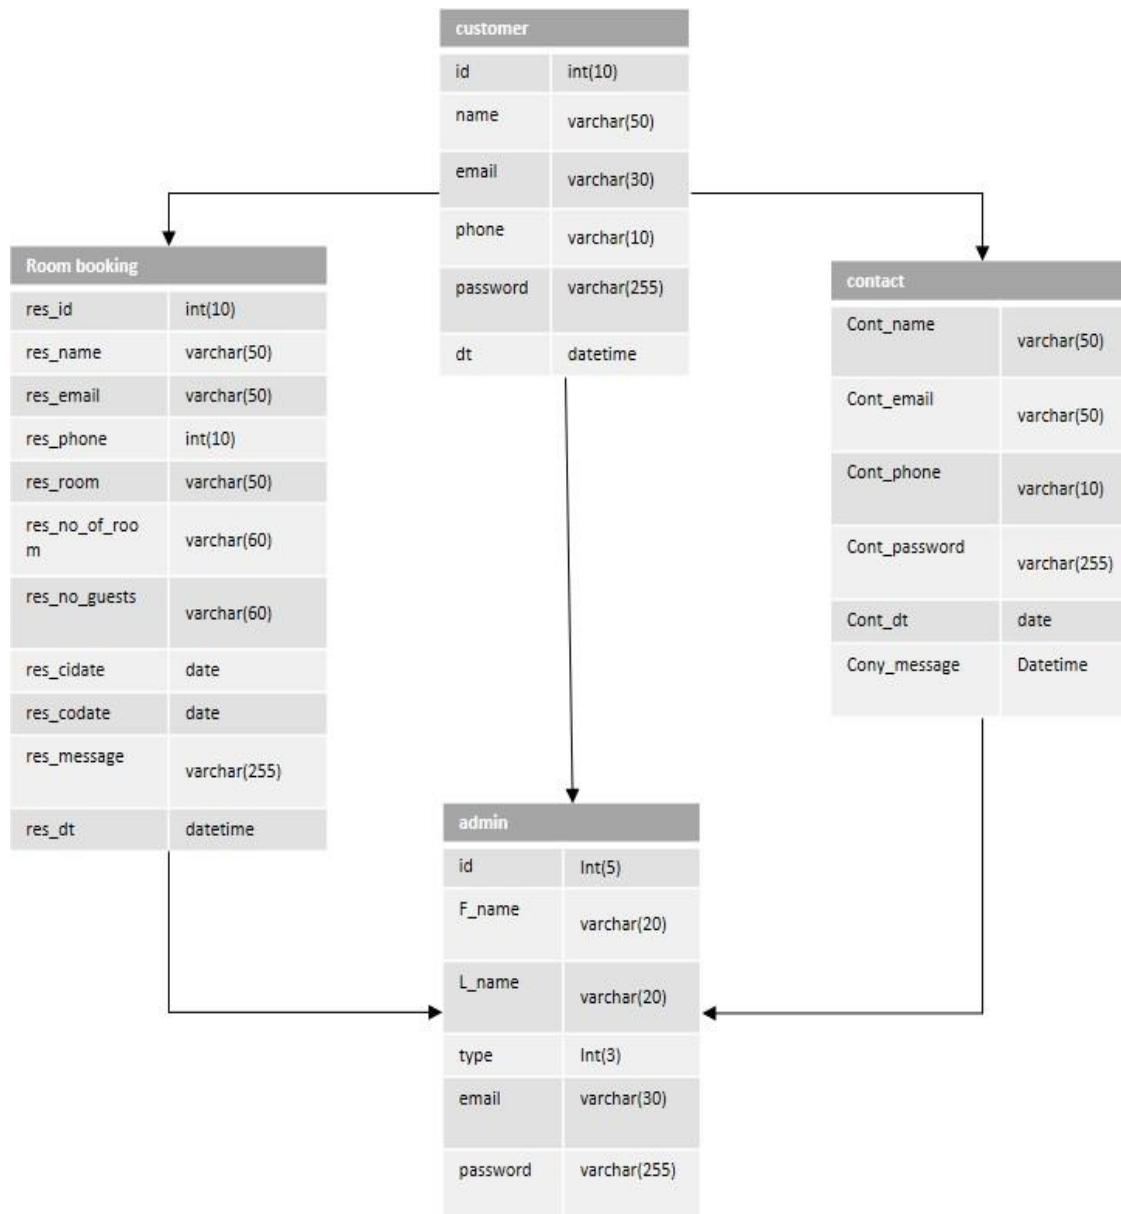 customer
id int(10)
name varchar(50)
email varchar(30)
phone varchar(10)
password varchar(255)
dt datetime
Room booking
res_id int(10)
res_name varchar(50)
res_email varchar(50)
res_phone int(10)
res_room varchar(50)
res_no_of_roo
m varchar(60)
res_no_guests varchar(60)
res_cidate date
res_codate date
res_message varchar(255)
res_dt datetime
contact
Cont_name varchar(50)
Cont_email varchar(50)
Cont_phone varchar(10)
Cont_password varchar(255)
Cont_dt date
Cony_message Datetime
admin
id Int(5)
F_name varchar(20)
L_name varchar(20)
type Int(3)
email varchar(30)
password varchar(255)